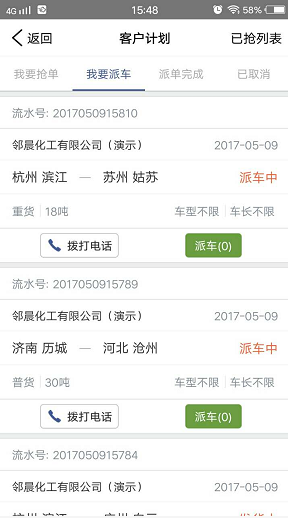 4G 15:48 58%
返回 客户计划 已抢列表
我要抢单 我要派车 派单完成 已取消
流水号: 2017050915810
邻晨化工有限公司（演示） 2017-05-09
杭州 滨江 — 苏州 姑苏 派车中
重货 18吨 车型不限 车长不限
拨打电话 派车(0)
流水号: 2017050915789
邻晨化工有限公司（演示） 2017-05-09
济南 历城 — 河北 沧州 派车中
普货 30吨 车型不限 车长不限
拨打电话 派车(0)
流水号: 2017050915784
邻晨化工有限公司（演示） 2017-05-09